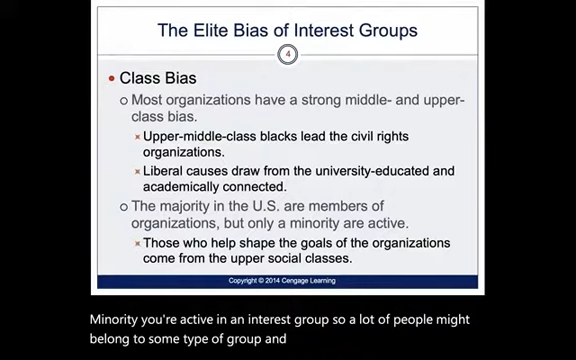 The Elite Bias of Interest Groups
4
Class Bias
Most organizations have a strong middle- and upper-
class bias.
Upper-middle-class blacks lead the civil rights
organizations.
Liberal causes draw from the university-educated and
academically connected.
The majority in the U.S. are members of
organizations, but only a minority are active.
Those who help shape the goals of the organizations
come from the upper social classes.
Copyright © 2014 Cengage Learning
Minority you're active in an interest group so a lot of people might
belong to some type of group and